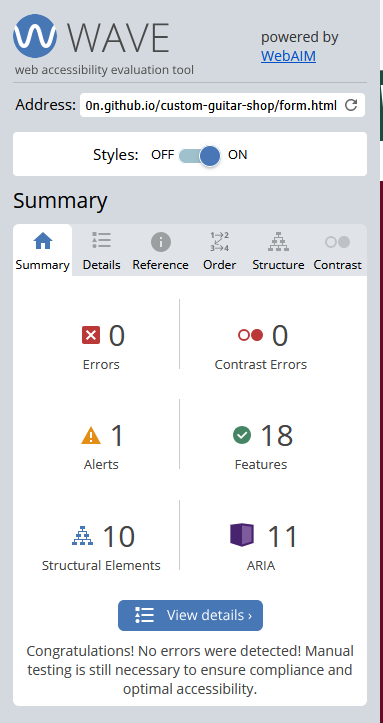 WAVE
web accessibility evaluation tool
powered by
WebAIM
Address: 0n.github.io/custom-guitar-shop/form.html
Styles: OFF ON
Summary
Summary Details Reference Order Structure Contrast
0 0
Errors Contrast Errors
1 18
Alerts Features
10 11
Structural Elements ARIA
View details ›
Congratulations! No errors were detected! Manual
testing is still necessary to ensure compliance and
optimal accessibility.